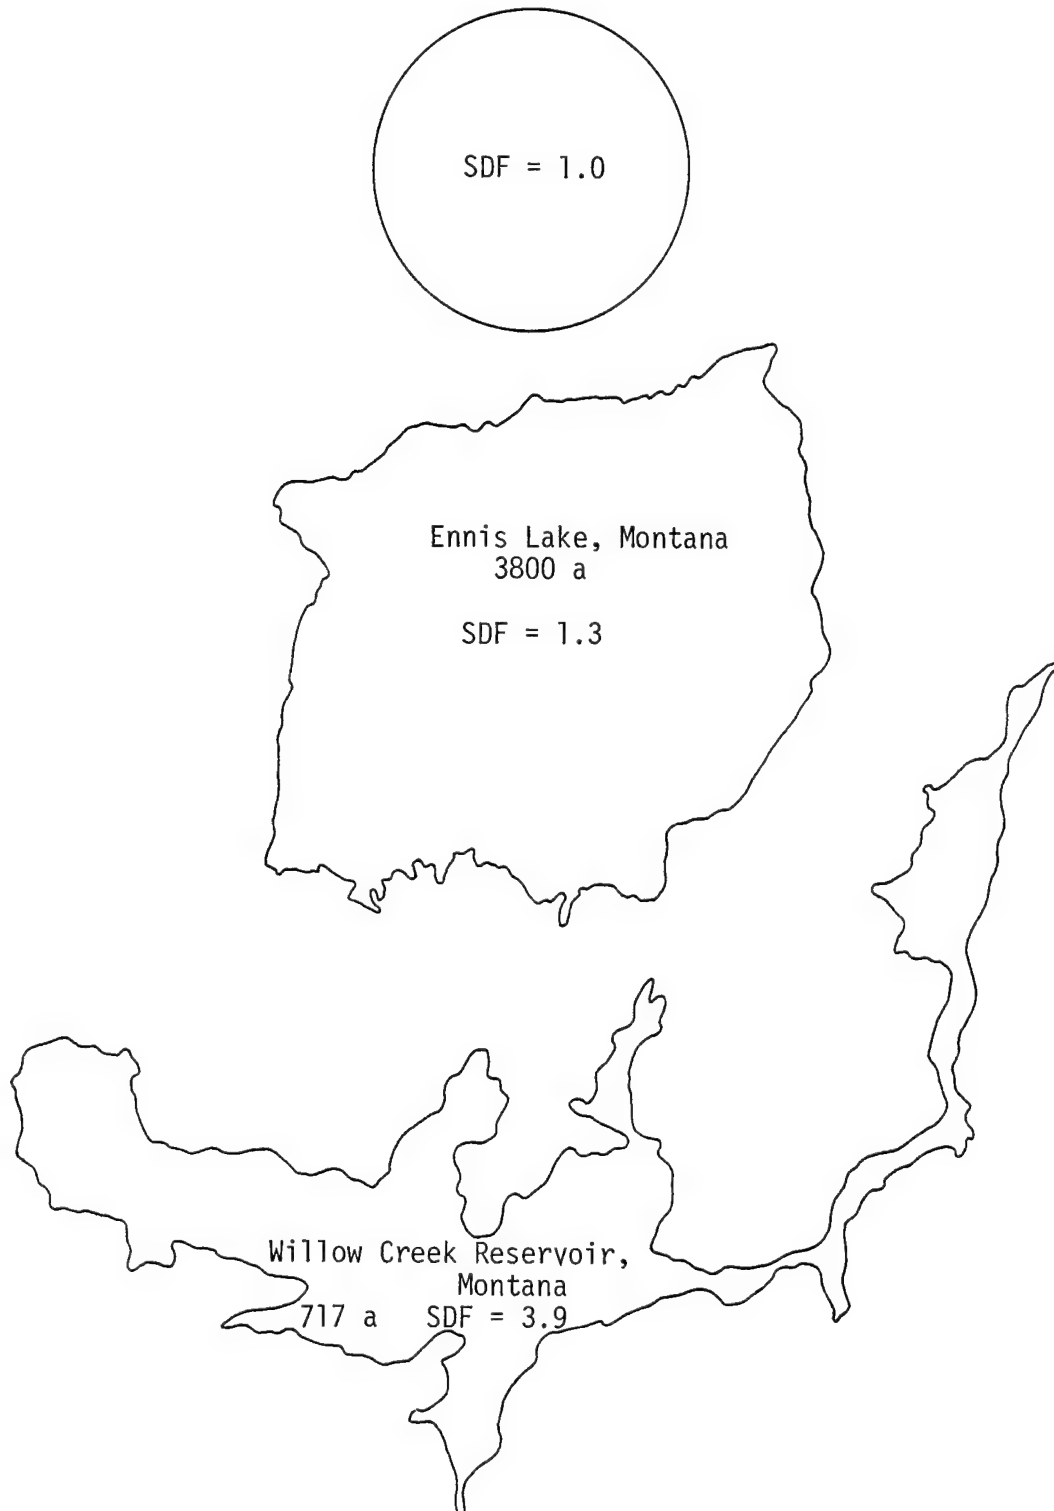 SDF = 1.0
Ennis Lake, Montana
3800 a
SDF = 1.3
Willow Creek Reservoir,
Montana
717 a SDF = 3.9